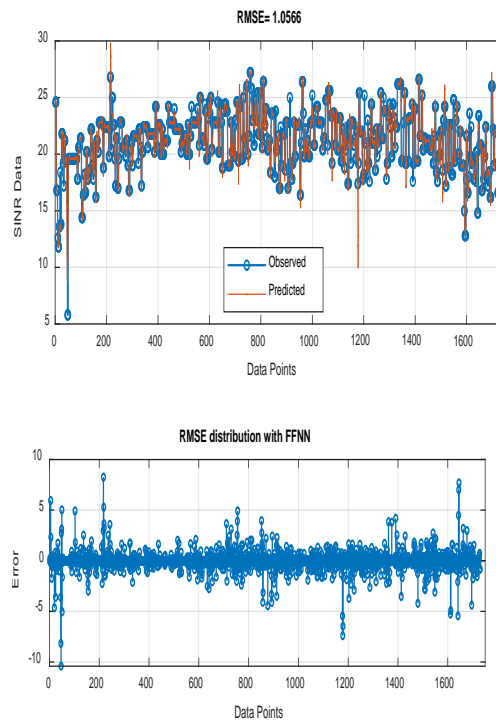 RMSE= 1.0566
30
25
20
15
10
5
SINR Data
Observed
Predicted
0 200 400 600 800 1000 1200 1400 1600
Data Points
RMSE distribution with FFNN
10
5
0
-5
-10
Error
0 200 400 600 800 1000 1200 1400 1600
Data Points